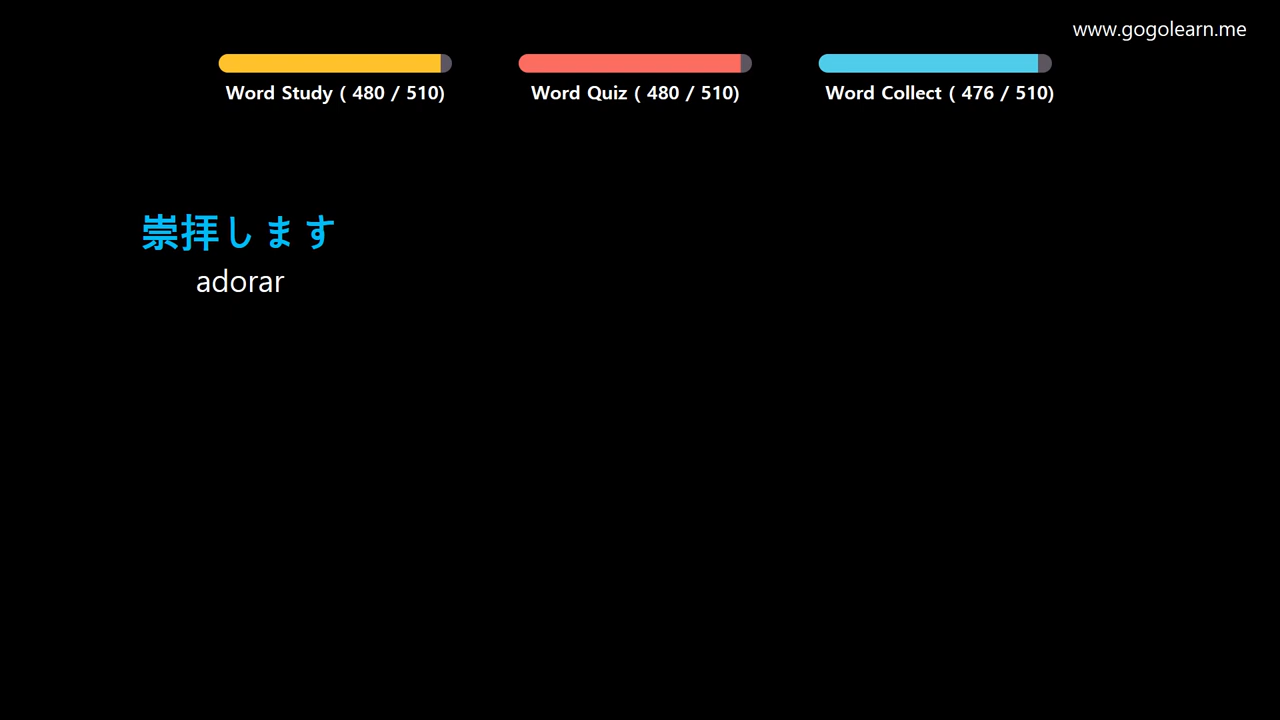 www.gogolearn.me
Word Study ( 480 / 510)
Word Quiz ( 480 / 510)
Word Collect ( 476 / 510)
崇拝します
adorar